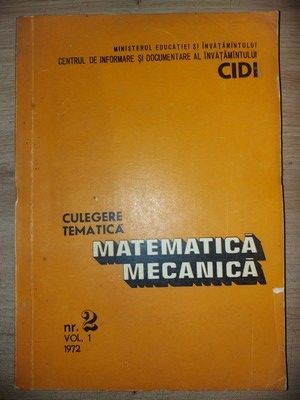 MINISTERUL EDUCAȚIEI ȘI ÎNVĂȚĂMÎNTULUI
CENTRUL DE INFORMARE ȘI DOCUMENTARE AL ÎNVĂȚĂMÎNTULUI
CIDI
CULEGERE
TEMATICĂ
MATEMATICĂ
MECANICĂ
nr. 2
VOL. 1
1972